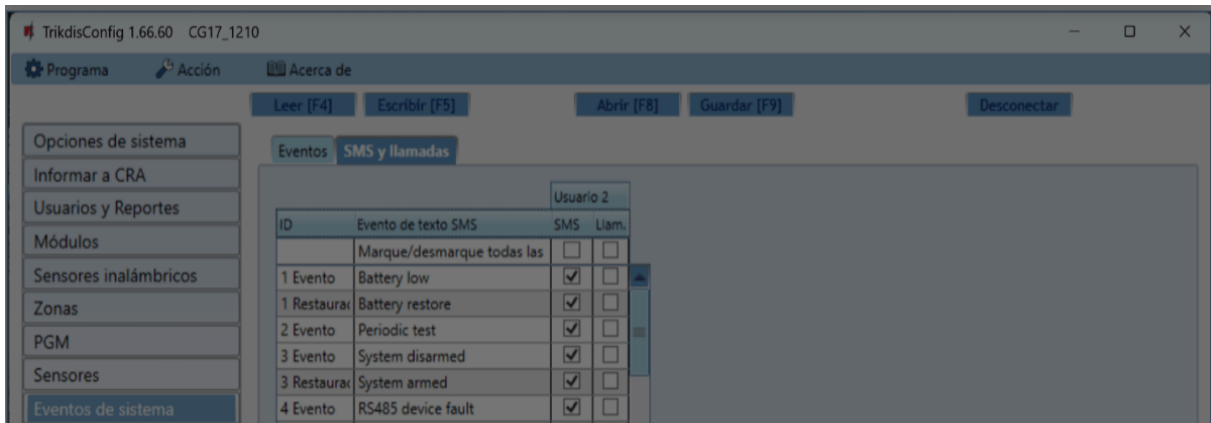 TrikdisConfig 1.66.60 CG17_1210
Programa Acción Acerca de
Leer [F4] Escribir [F5] Abrir [F8] Guardar [F9] Desconectar
Opciones de sistema
Informar a CRA
Usuarios y Reportes
Módulos
Sensores inalámbricos
Zonas
PGM
Sensores
Eventos de sistema
Eventos SMS y llamadas
Usuario 2
ID Evento de texto SMS SMS Llam.
Marque/desmarque todas las
1 Evento Battery low
1 Restaurac Battery restore
2 Evento Periodic test
3 Evento System disarmed
3 Restaurac System armed
4 Evento RS485 device fault